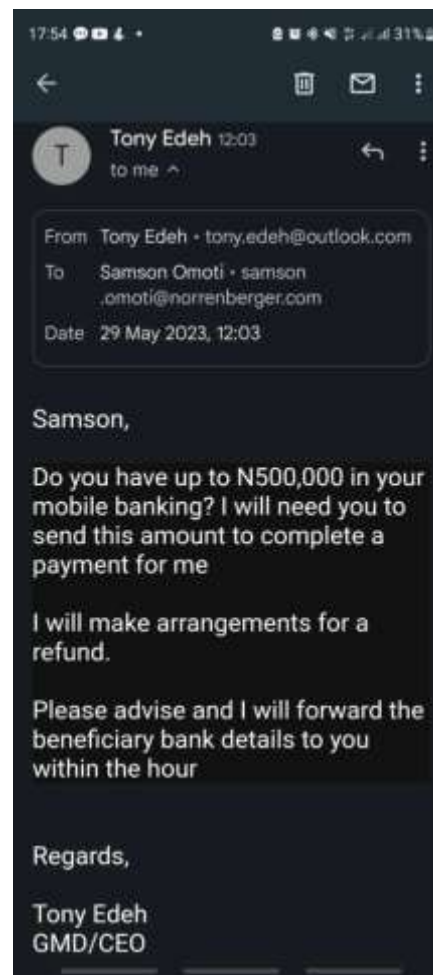 17:54
31%
Tony Edeh 12:03
T
to me
From Tony Edeh • tony.edeh@outlook.com
To Samson Omoti • samson
.omoti@norrenberger.com
Date 29 May 2023, 12:03
Samson,
Do you have up to N500,000 in your
mobile banking? I will need you to
send this amount to complete a
payment for me
I will make arrangements for a
refund.
Please advise and I will forward the
beneficiary bank details to you
within the hour
Regards,
Tony Edeh
GMD/CEO